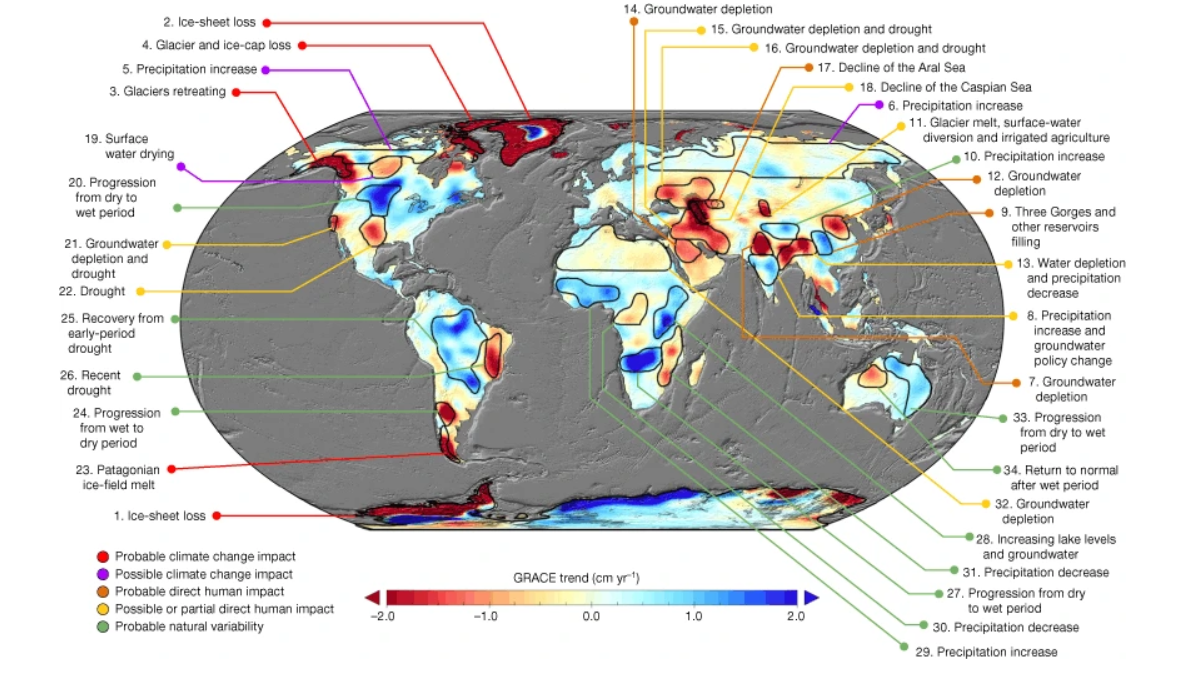 2. Ice-sheet loss
4. Glacier and ice-cap loss
5. Precipitation increase
3. Glaciers retreating
19. Surface
water drying
20. Progression
from dry to
wet period
21. Groundwater
depletion and
drought
22. Drought
25. Recovery from
early-period
drought
26. Recent
drought
24. Progression
from wet to
dry period
23. Patagonian
ice-field melt
1. Ice-sheet loss
14. Groundwater depletion
15. Groundwater depletion and drought
16. Groundwater depletion and drought
17. Decline of the Aral Sea
18. Decline of the Caspian Sea
6. Precipitation increase
11. Glacier melt, surface-water
diversion and irrigated agriculture
10. Precipitation increase
12. Groundwater
depletion
9. Three Gorges and
other reservoirs
filling
13. Water depletion
and precipitation
decrease
8. Precipitation
increase and
groundwater
policy change
7. Groundwater
depletion
33. Progression
from dry to wet
period
34. Return to normal
after wet period
32. Groundwater
depletion
28. Increasing lake levels
and groundwater
31. Precipitation decrease
27. Progression from dry
to wet period
30. Precipitation decrease
29. Precipitation increase
Probable climate change impact
Possible climate change impact
Probable direct human impact
Possible or partial direct human impact
Probable natural variability
GRACE trend (cm yr⁻¹)
−2.0 −1.0 0.0 1.0 2.0